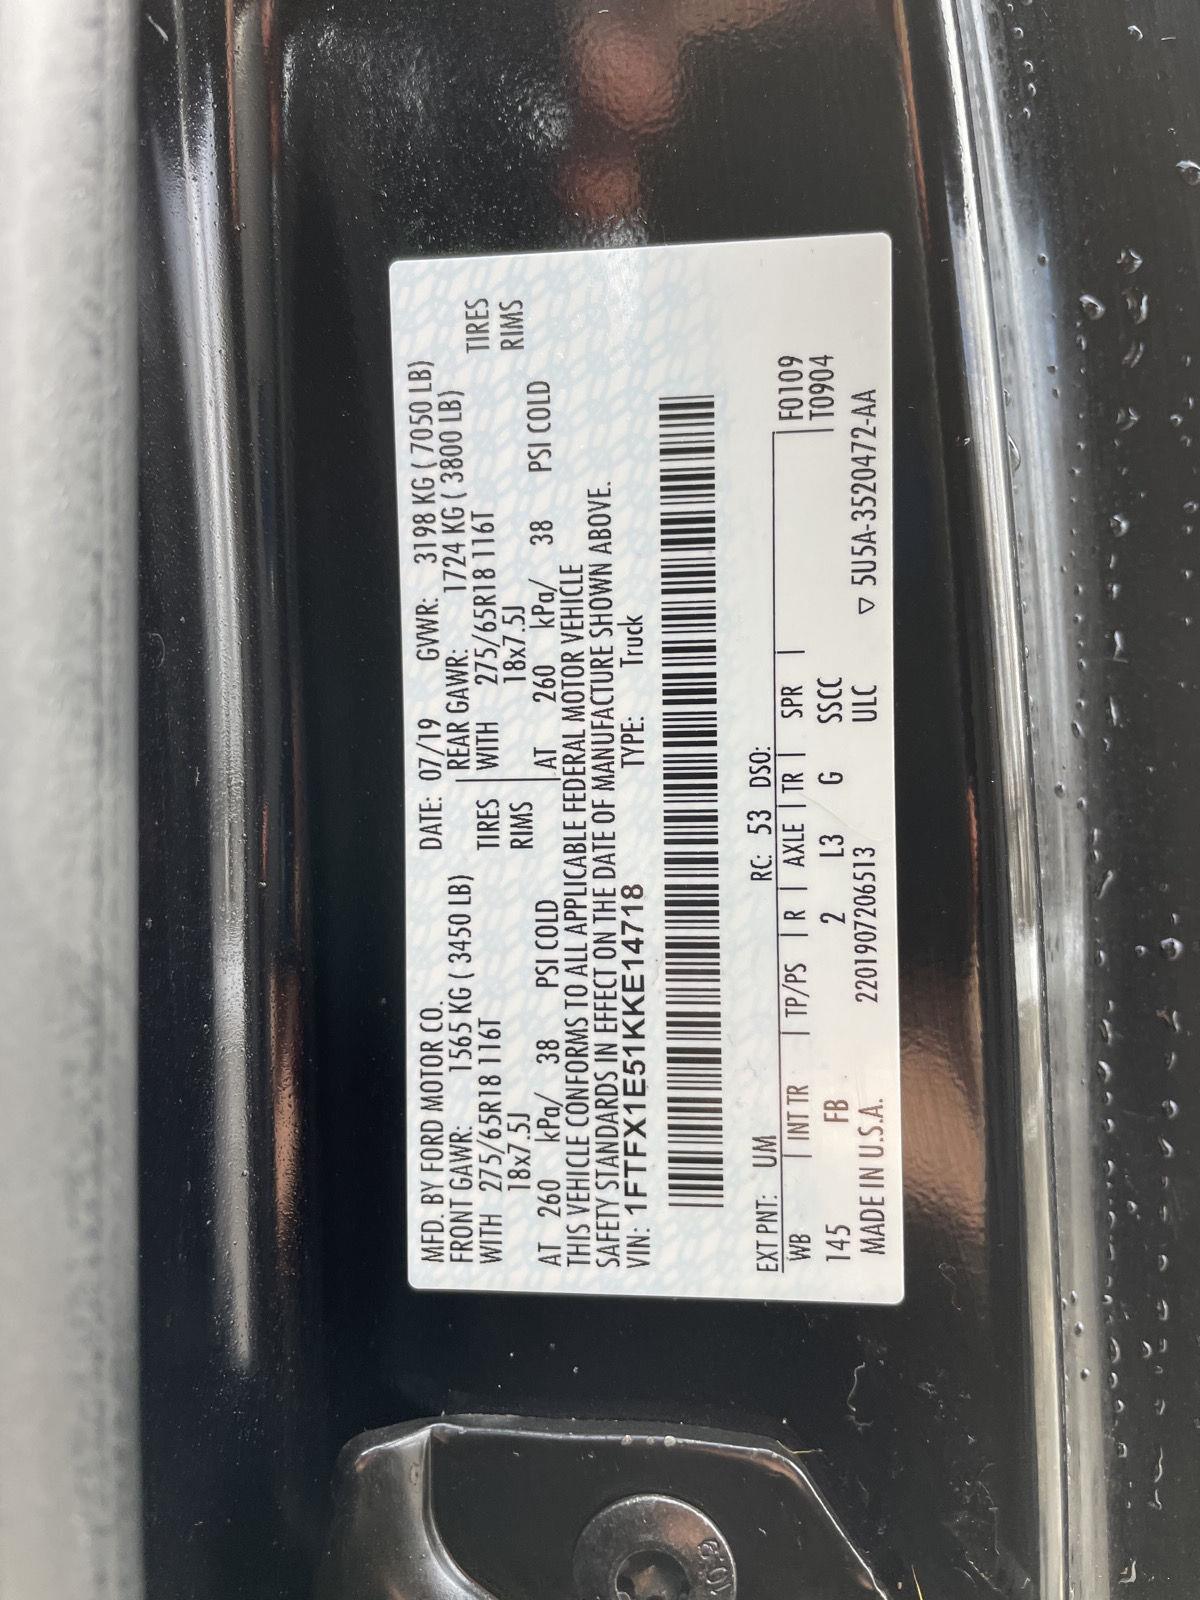 MFD. BY FORD MOTOR CO. DATE: 07/19 GVWR: 3198 KG ( 7050 LB)
FRONT GAWR: 1565 KG ( 3450 LB) REAR GAWR: 1724 KG ( 3800 LB)
WITH 275/65R18 116T TIRES WITH 275/65R18 116T TIRES
18x7.5J RIMS 18x7.5J RIMS
AT 260 kPa/ 38 PSI COLD AT 260 kPa/ 38 PSI COLD
THIS VEHICLE CONFORMS TO ALL APPLICABLE FEDERAL MOTOR VEHICLE
SAFETY STANDARDS IN EFFECT ON THE DATE OF MANUFACTURE SHOWN ABOVE.
VIN: 1FTFX1E51KKE14718 TYPE: Truck
EXT PNT: UM RC: 53 DSO:
WB | INT TR | TP/PS | R | AXLE | TR | SPR | F0109
145 FB 2 L3 G SSCC T0904
MADE IN U.S.A. 2201907206513 ULC ▽ 5U5A-3520472-AA